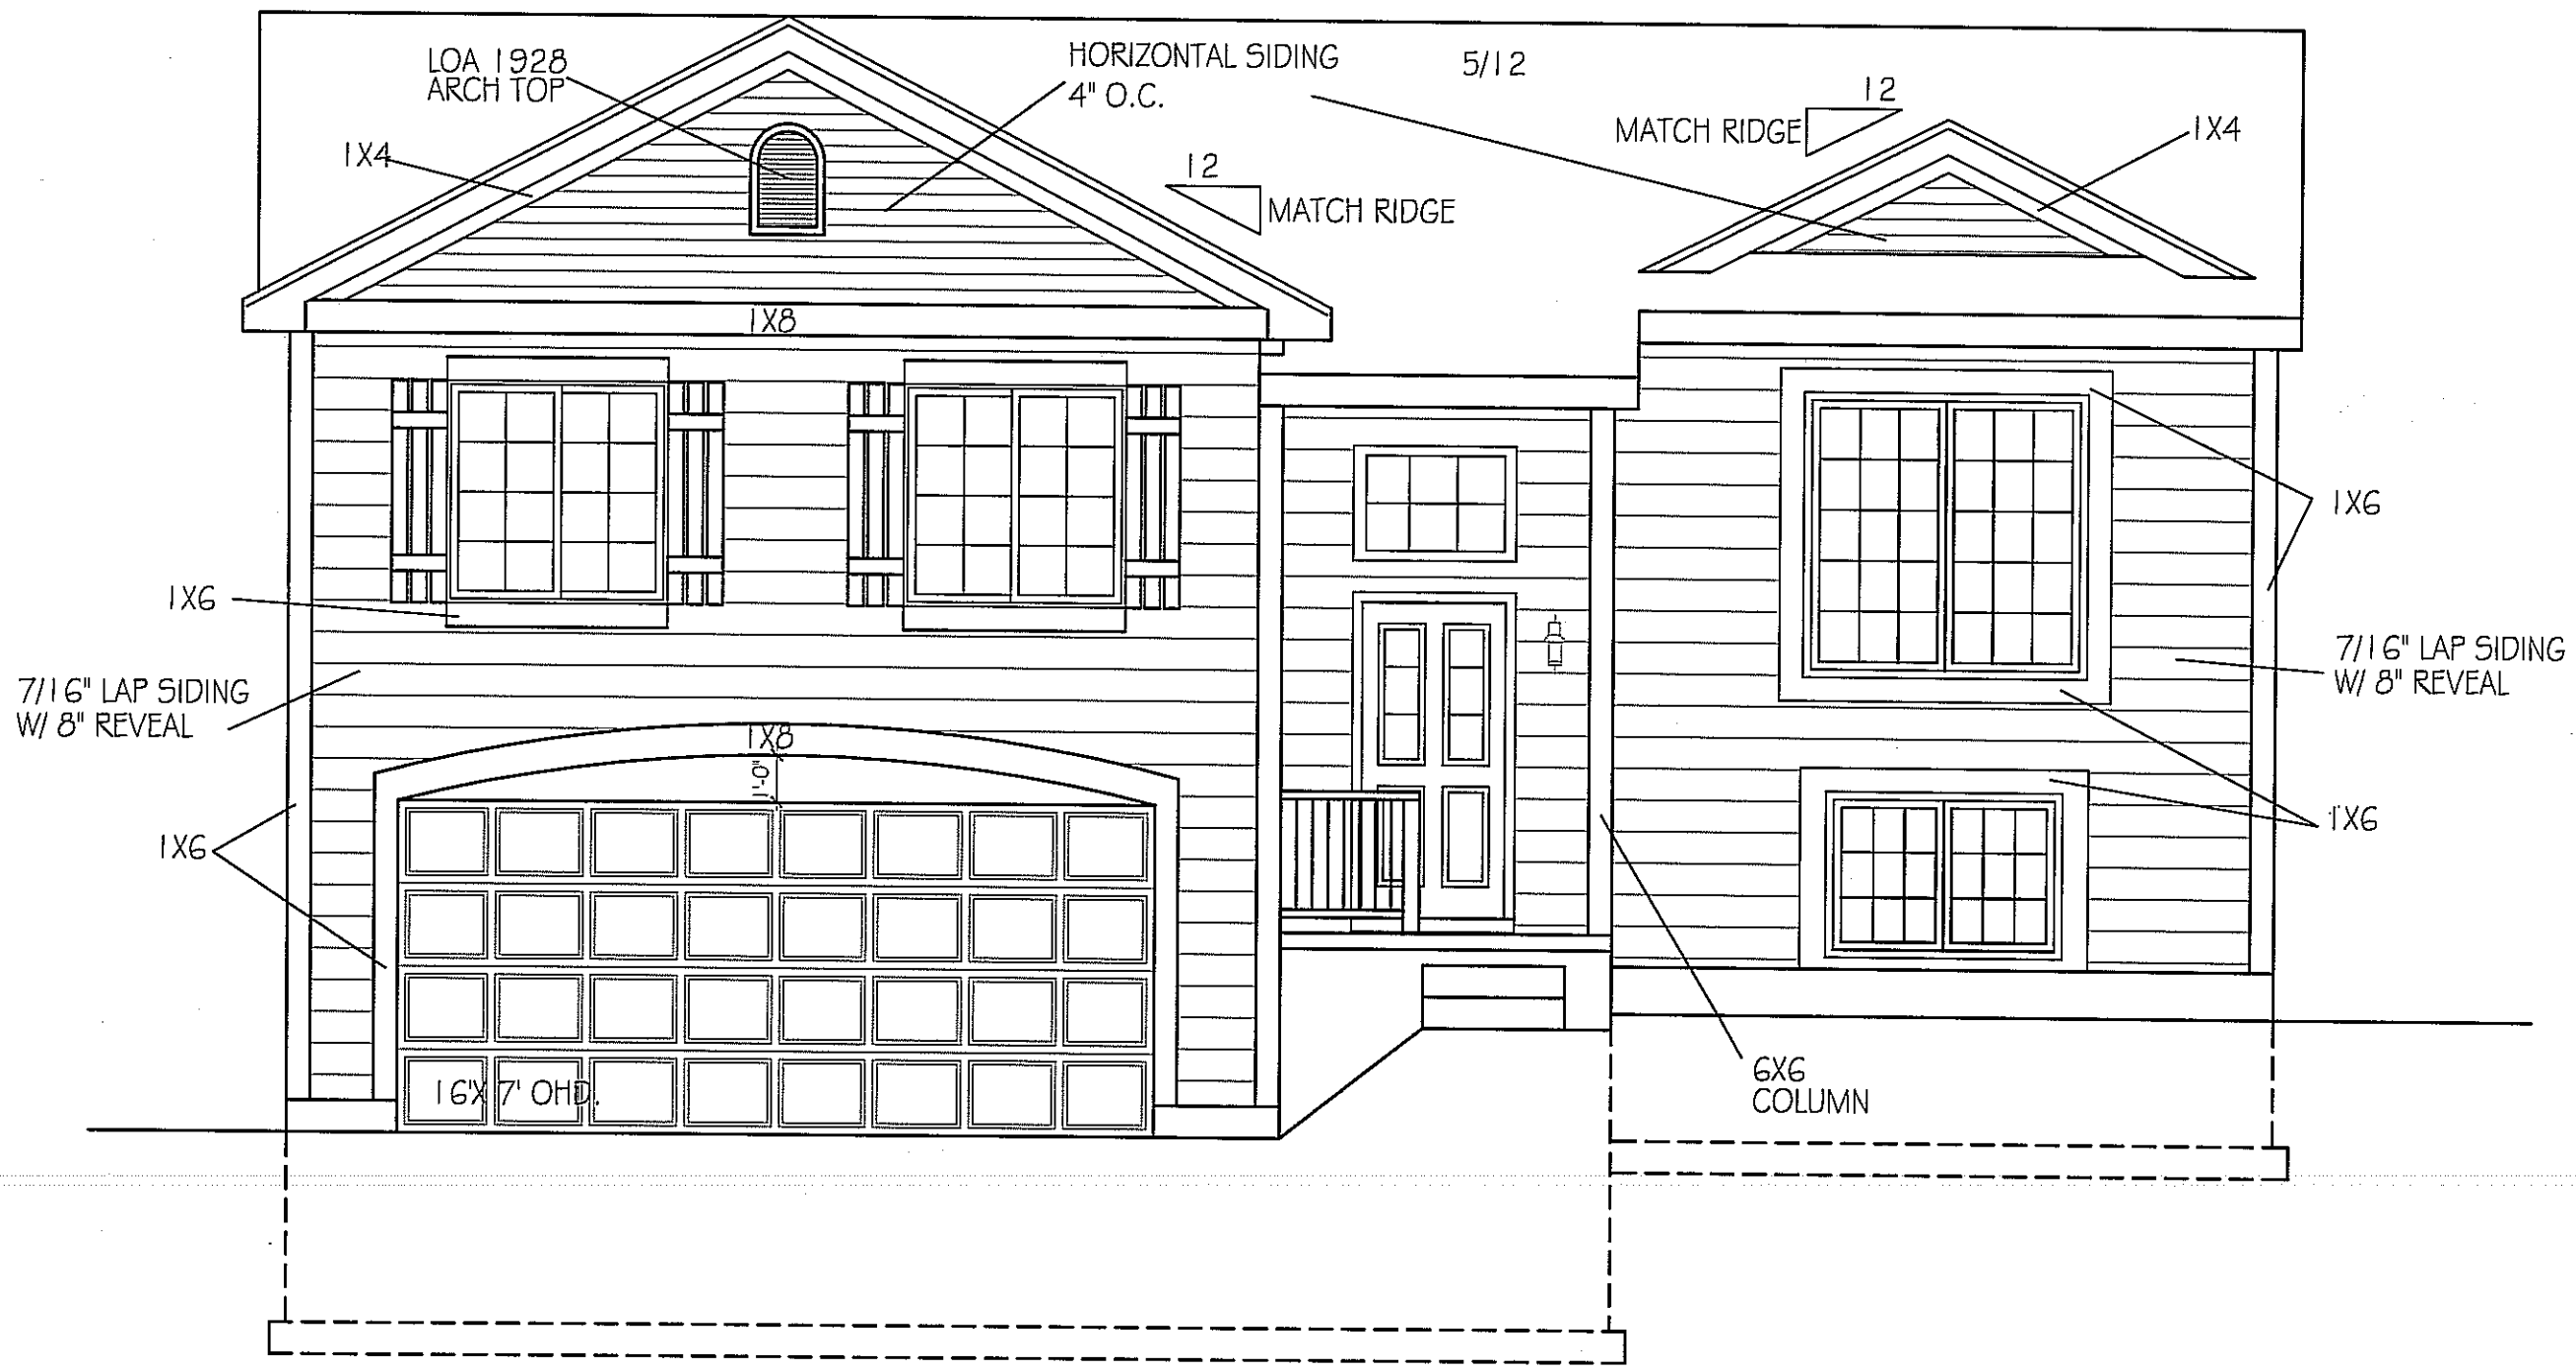 LOA 1928
ARCH TOP
HORIZONTAL SIDING
4" O.C.
5/12
12
MATCH RIDGE
1X4
1X4
12
MATCH RIDGE
1X8
1X6
1X6
7/16" LAP SIDING
W/ 8" REVEAL
7/16" LAP SIDING
W/ 8" REVEAL
1X8
1'-0"
1X6
1X6
16'X 7' OHD.
6X6
COLUMN